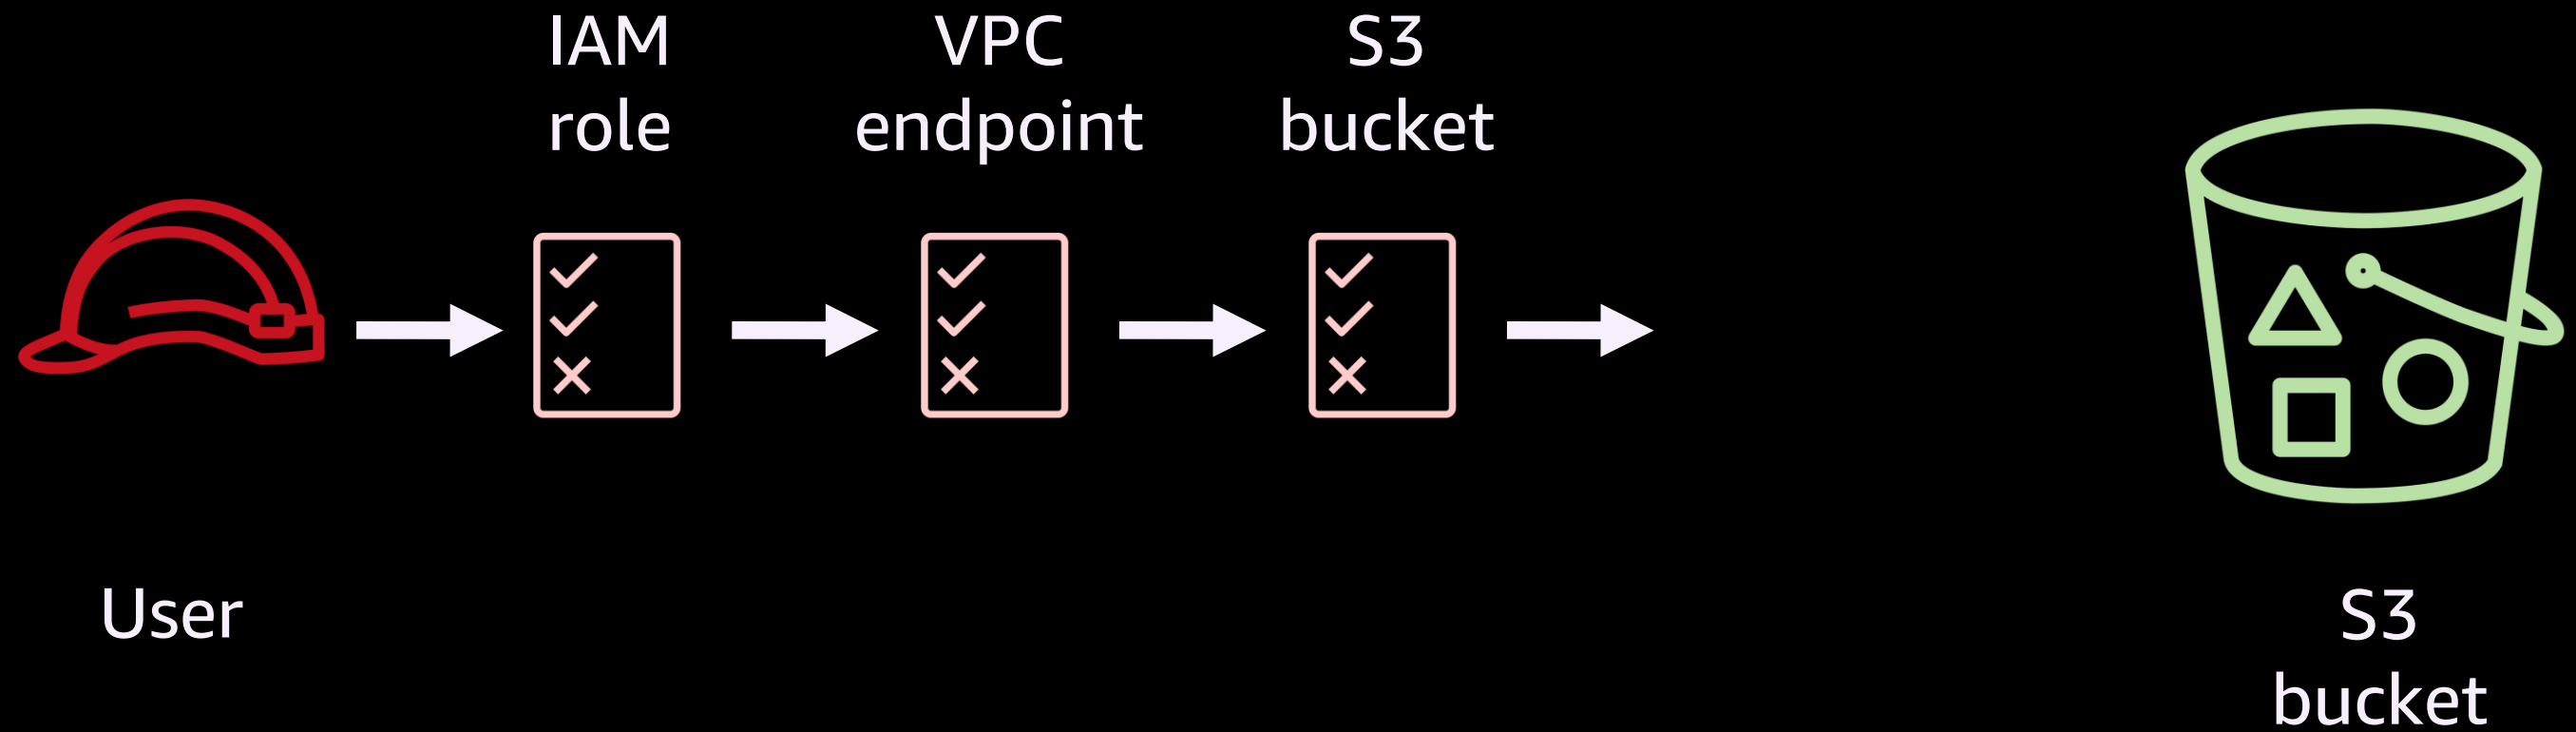 IAM
role
VPC
endpoint
S3
bucket
User
S3
bucket